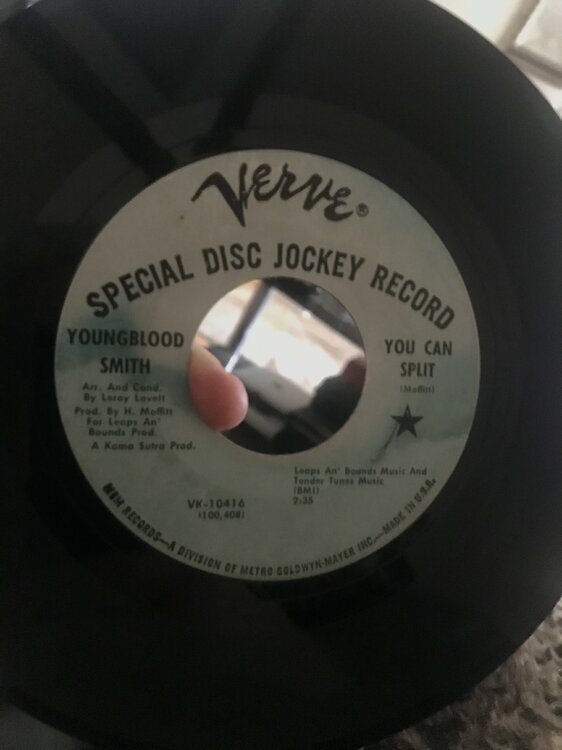 VERVE®
SPECIAL DISC JOCKEY RECORD
YOUNGBLOOD
SMITH
Arr. And Cond.
By Leroy Lovett
Prod. By H. Moffitt
For Leaps An'
Bounds Prod.
A Kama Sutra Prod.
YOU CAN
SPLIT
(Moffitt)
Leaps An' Bounds Music And
Tender Tunes Music
(BMI)
2:35
VK-10416
(100,408)
MGM RECORDS—A DIVISION OF METRO-GOLDWYN-MAYER INC.—MADE IN U.S.A.